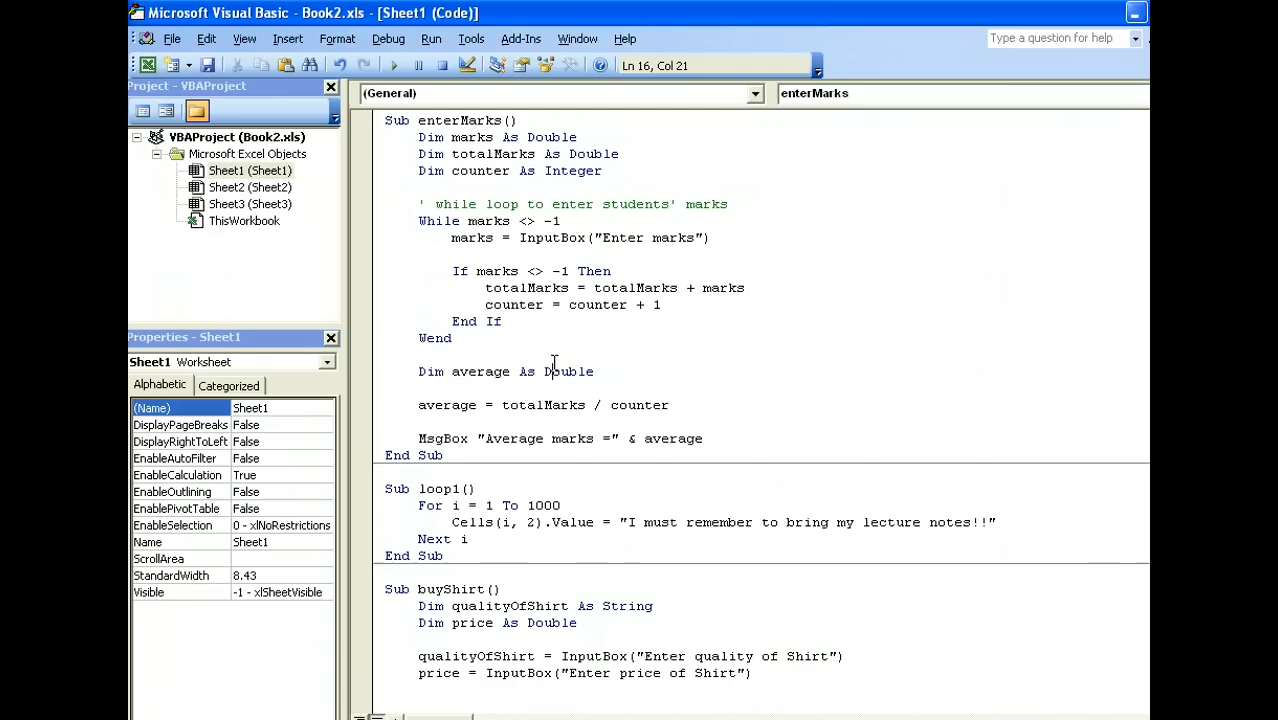 Microsoft Visual Basic - Book2.xls - [Sheet1 (Code)]
File Edit View Insert Format Debug Run Tools Add-Ins Window Help Type a question for help
Ln 16, Col 21
Project - VBAProject
VBAProject (Book2.xls)
Microsoft Excel Objects
Sheet1 (Sheet1)
Sheet2 (Sheet2)
Sheet3 (Sheet3)
ThisWorkbook
Properties - Sheet1
Sheet1 Worksheet
Alphabetic Categorized
(Name) Sheet1
DisplayPageBreaks False
DisplayRightToLeft False
EnableAutoFilter False
EnableCalculation True
EnableOutlining False
EnablePivotTable False
EnableSelection 0 - xlNoRestrictions
Name Sheet1
ScrollArea
StandardWidth 8.43
Visible -1 - xlSheetVisible
(General) enterMarks
Sub enterMarks()
Dim marks As Double
Dim totalMarks As Double
Dim counter As Integer
' while loop to enter students' marks
While marks <> -1
marks = InputBox("Enter marks")
If marks <> -1 Then
totalMarks = totalMarks + marks
counter = counter + 1
End If
Wend
Dim average As Double
average = totalMarks / counter
MsgBox "Average marks =" & average
End Sub
Sub loop1()
For i = 1 To 1000
Cells(i, 2).Value = "I must remember to bring my lecture notes!!"
Next i
End Sub
Sub buyShirt()
Dim qualityOfShirt As String
Dim price As Double
qualityOfShirt = InputBox("Enter quality of Shirt")
price = InputBox("Enter price of Shirt")